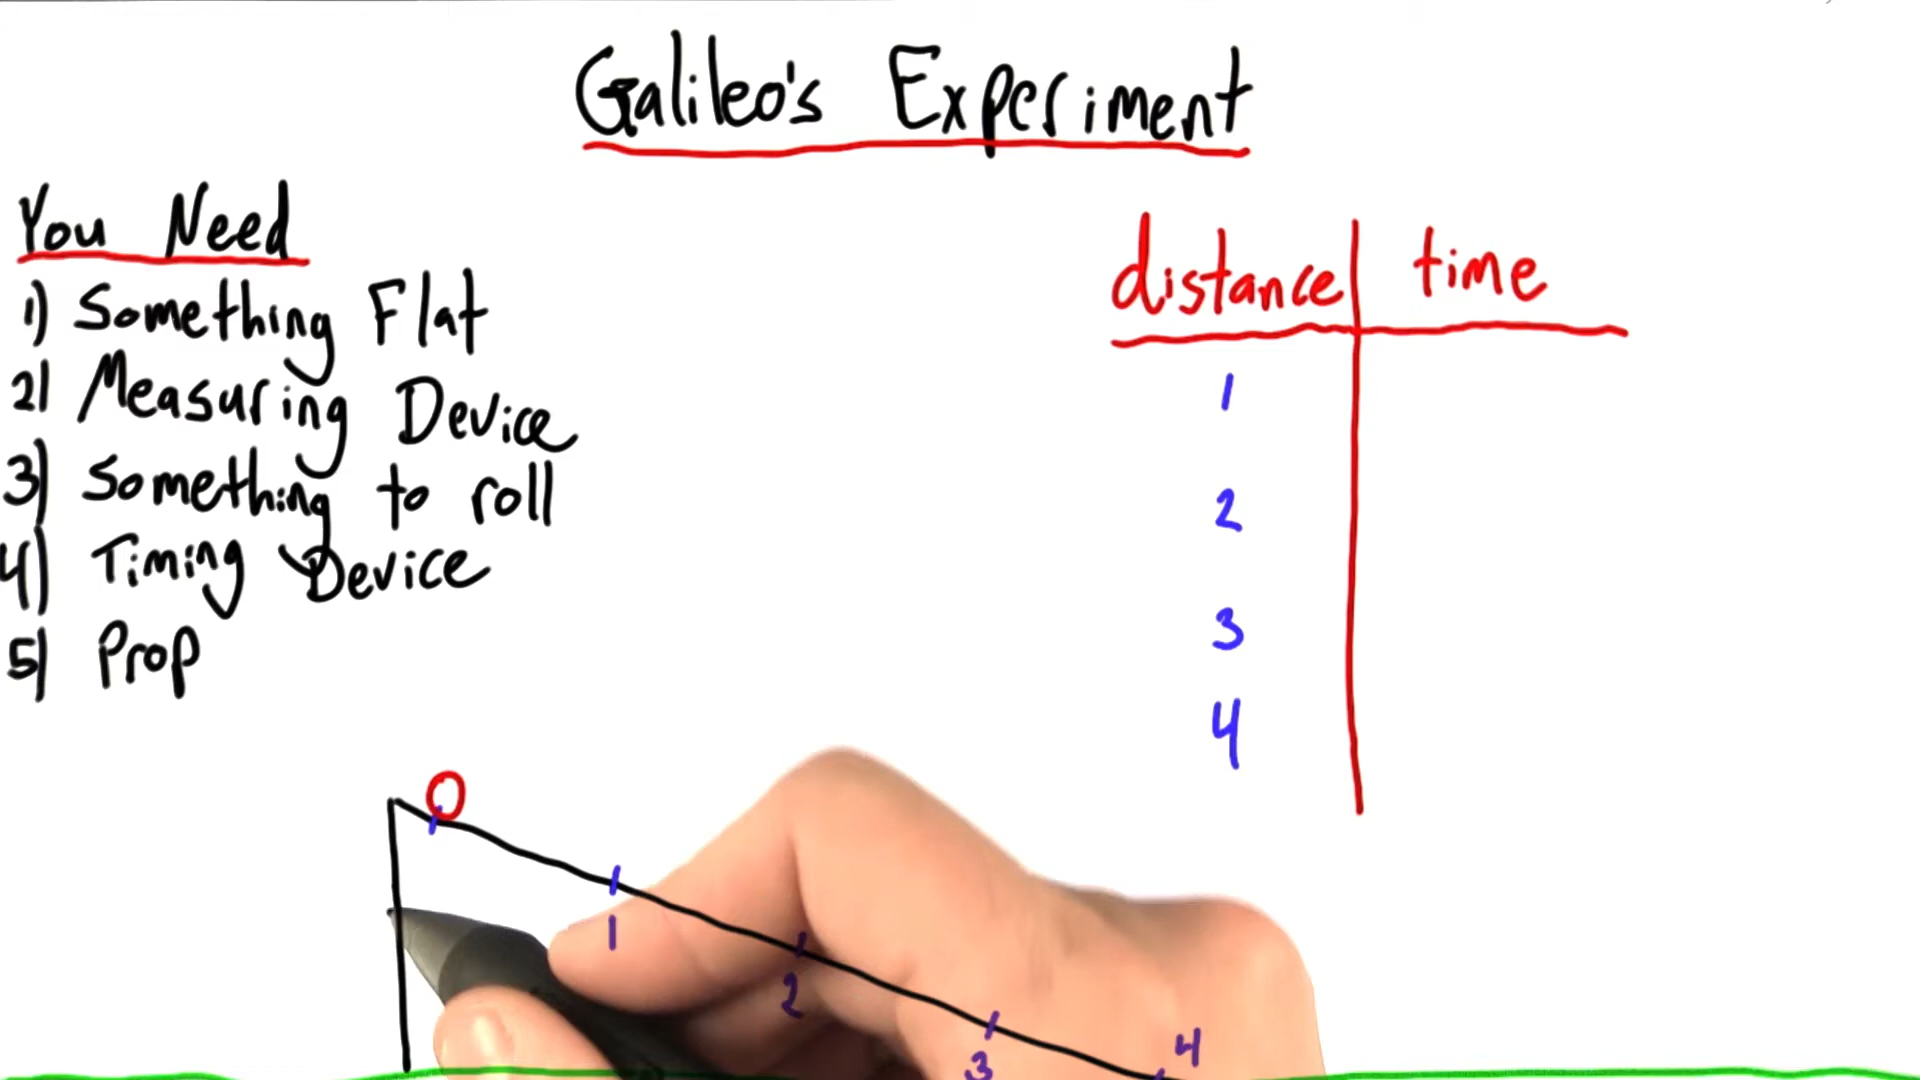 Galileo's Experiment
You Need
1) Something Flat
2) Measuring Device
3) Something to roll
4) Timing Device
5) Prop
distance time
1
2
3
4
1
2
3
4